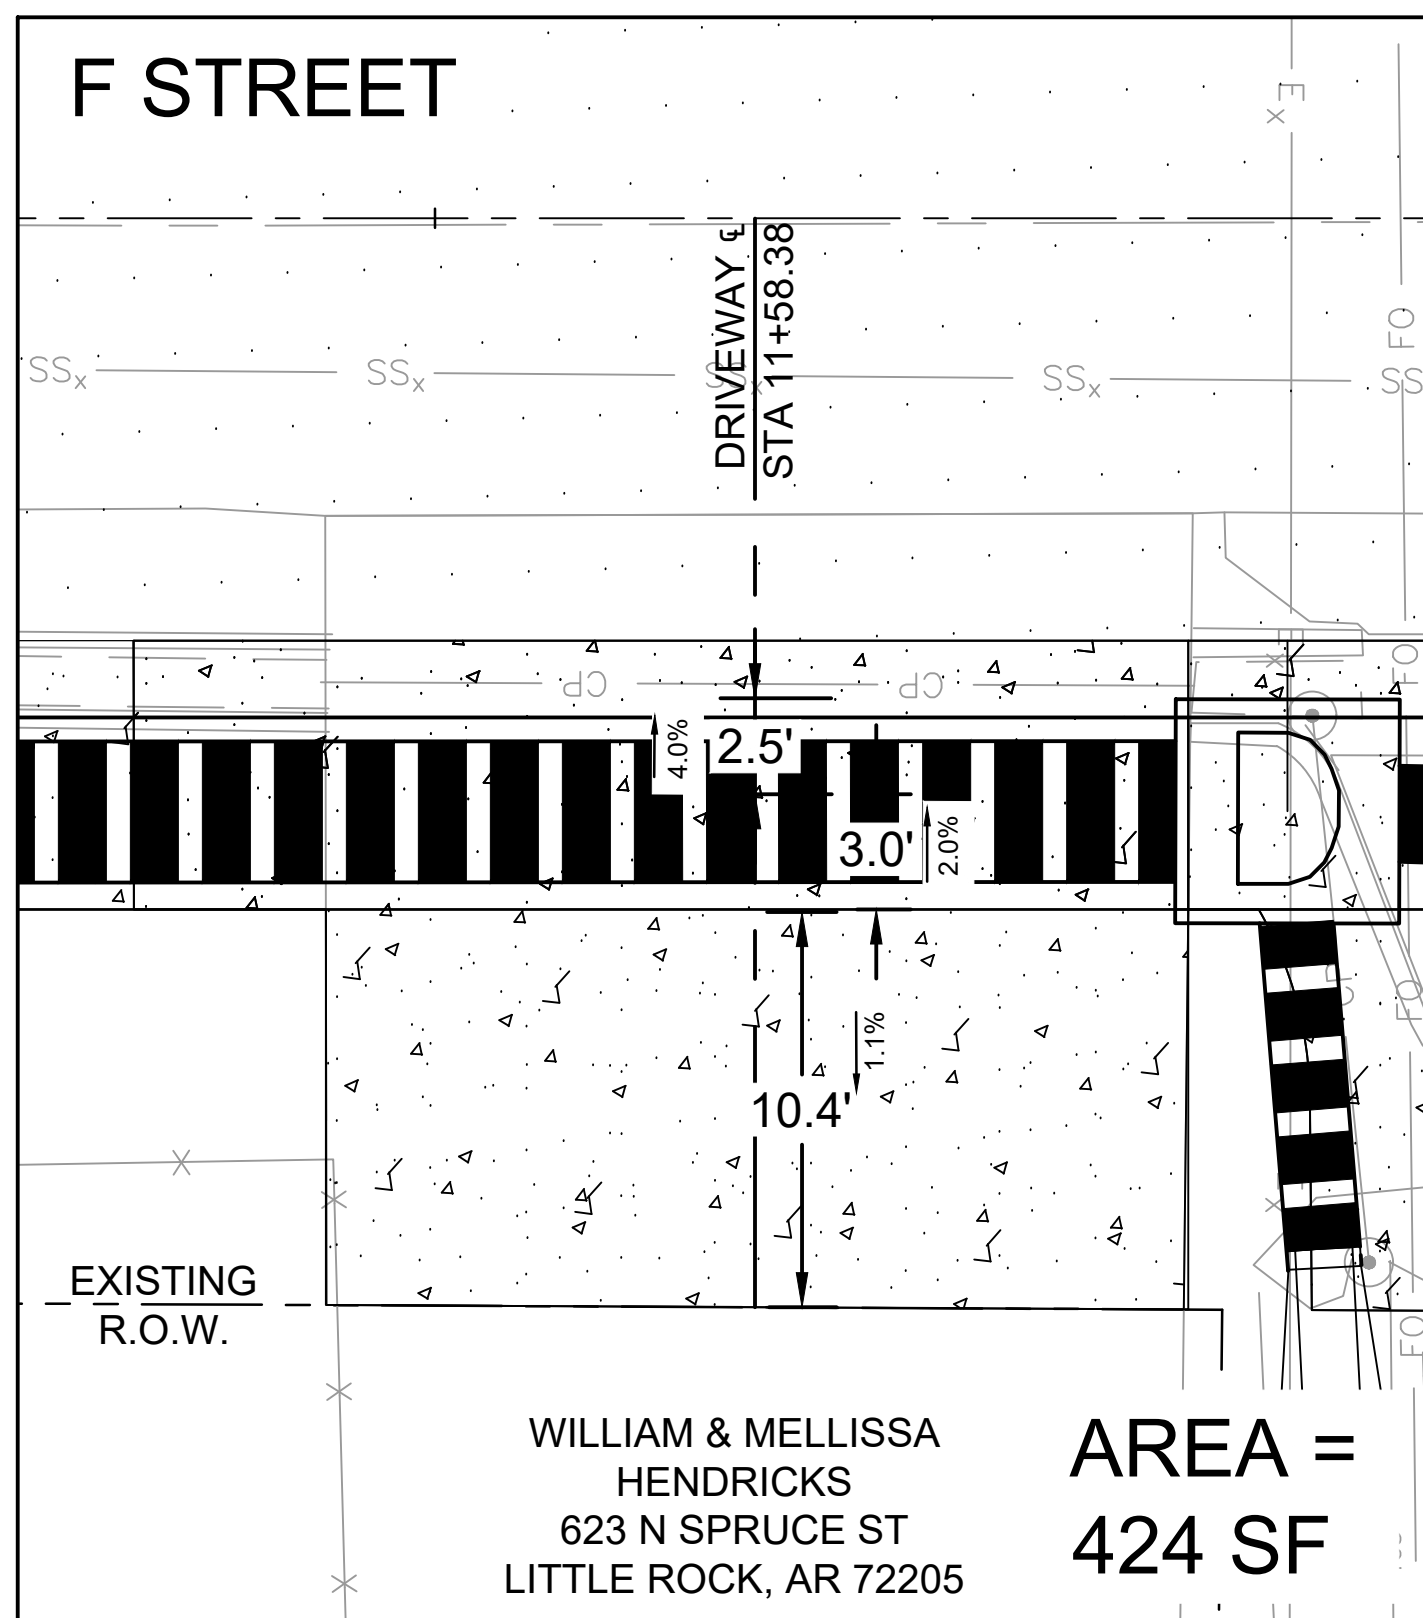 F STREET
E
x
DRIVEWAY ℄
STA 11+58.38
FO
SSx
SSx
SSx
SSx
SS
CP
CP
FO
x
4.0%
2.5'
3.0'
2.0%
FO
1.1%
10.4'
x
EXISTING
R.O.W.
FO
WILLIAM & MELLISSA
HENDRICKS
623 N SPRUCE ST
LITTLE ROCK, AR 72205
AREA =
424 SF